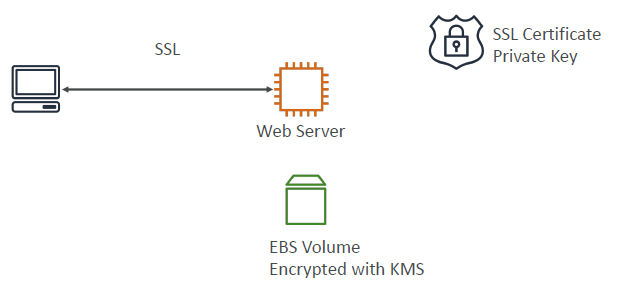 SSL
SSL Certificate
Private Key
Web Server
EBS Volume
Encrypted with KMS